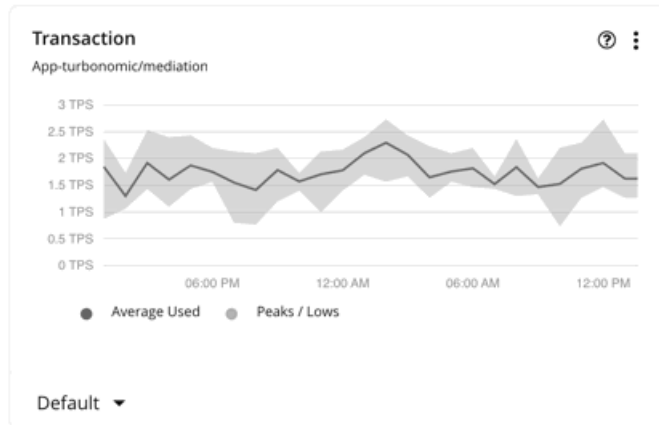 Transaction
App-turbonomic/mediation
3 TPS
2.5 TPS
2 TPS
1.5 TPS
1 TPS
0.5 TPS
0 TPS
06:00 PM 12:00 AM 06:00 AM 12:00 PM
Average Used Peaks / Lows
Default